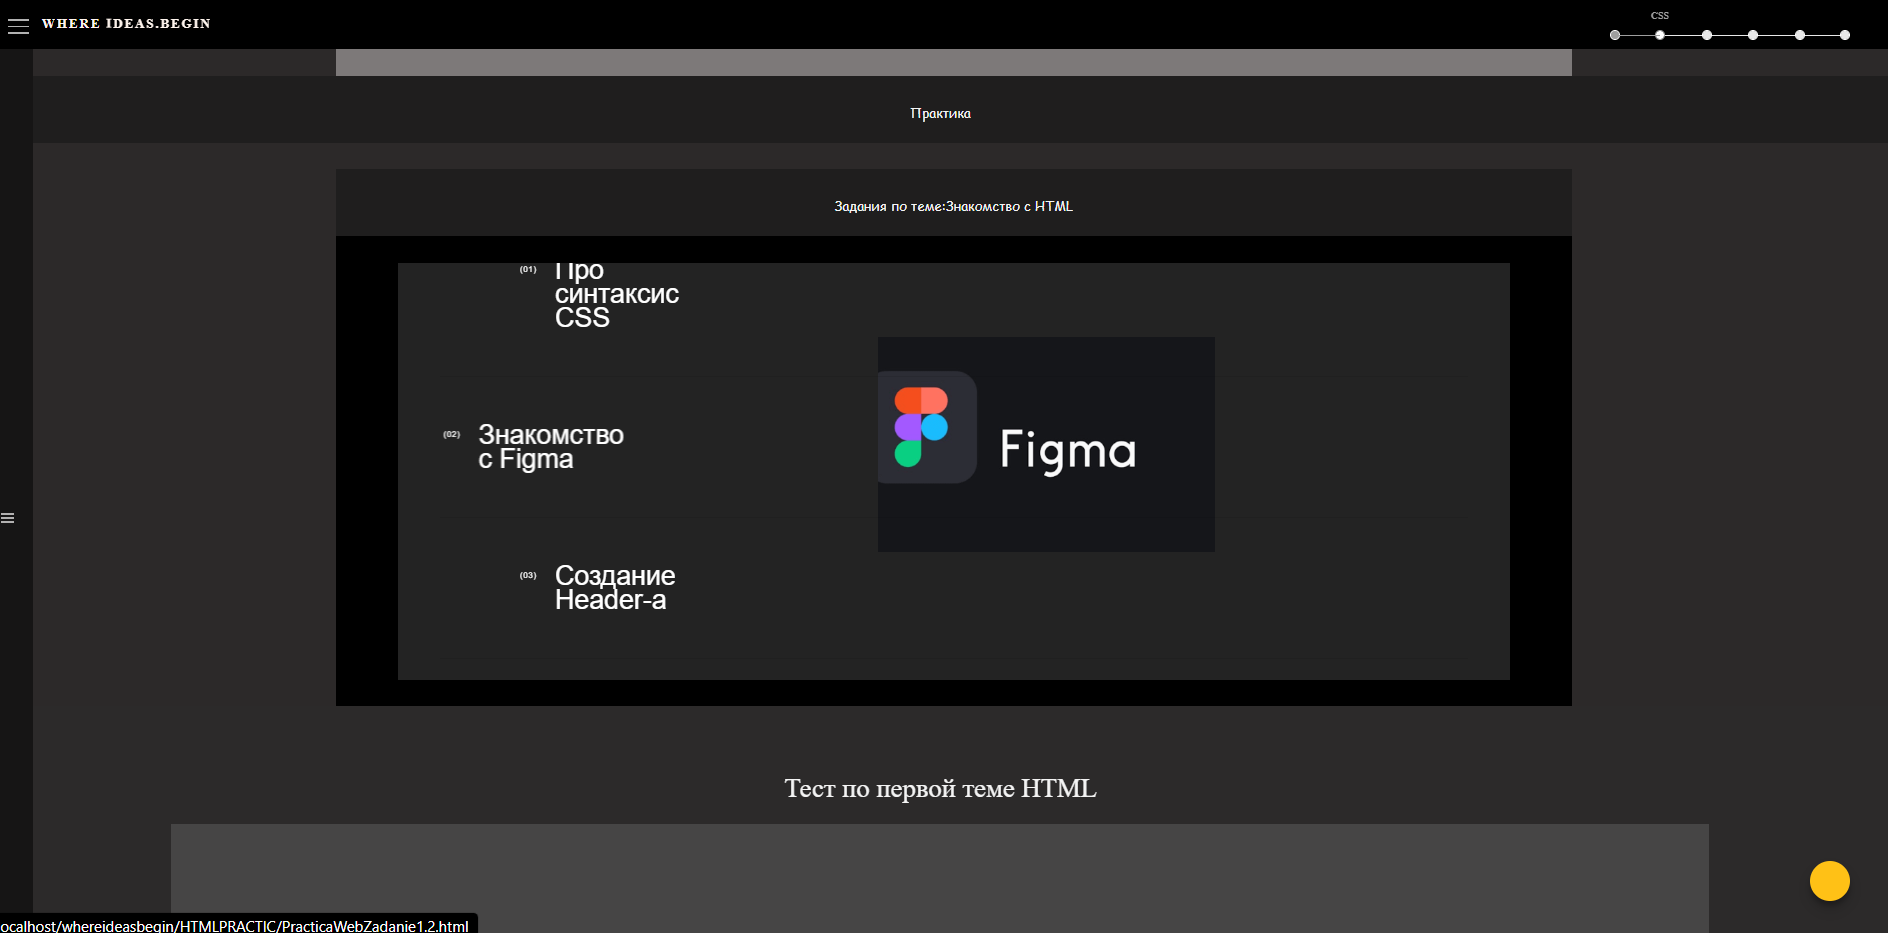 WHERE IDEAS.BEGIN
CSS
Практика
Задания по теме:Знакомство с HTML
(01)
Про
синтаксис
CSS
(02)
Знакомство
с Figma
Figma
(03)
Создание
Header-а
Тест по первой теме HTML
ocalhost/whereideasbegin/HTMLPRACTIC/PracticaWebZadanie1.2.html